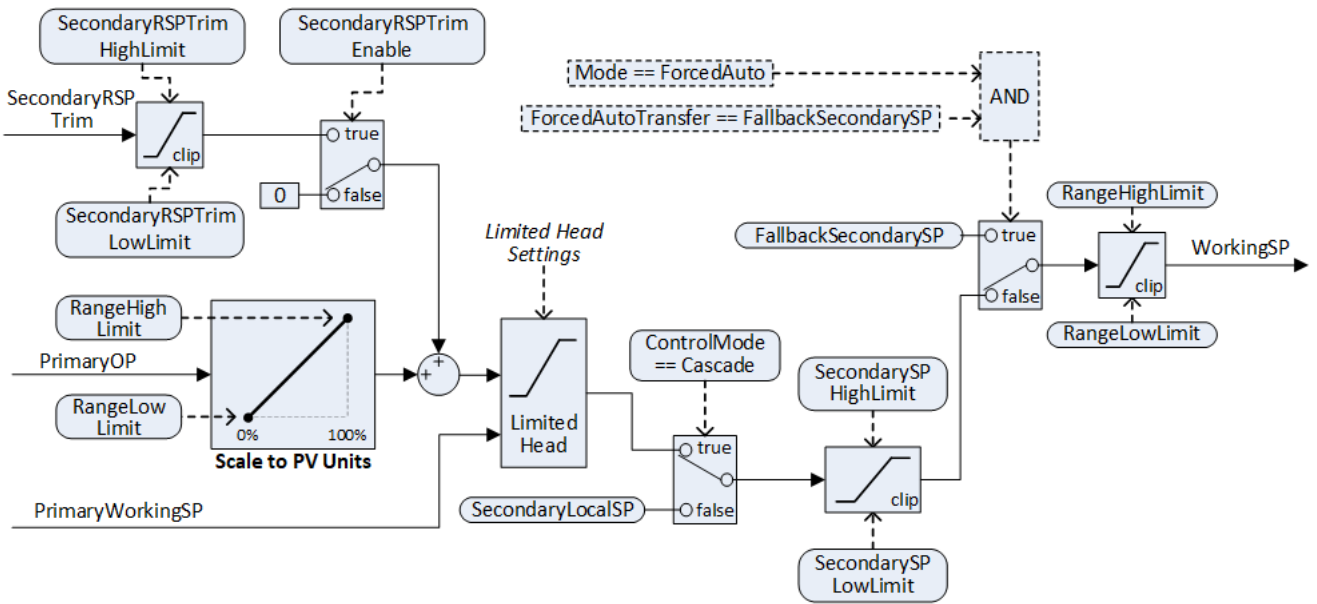 SecondaryRSPTrim
HighLimit
SecondaryRSPTrim
Enable
SecondaryRSP
Trim
clip
true
false
0
SecondaryRSPTrim
LowLimit
Mode == ForcedAuto
ForcedAutoTransfer == FallbackSecondarySP
AND
FallbackSecondarySP
true
false
RangeHighLimit
clip
WorkingSP
RangeLowLimit
Limited Head
Settings
RangeHigh
Limit
PrimaryOP
RangeLow
Limit
0%
100%
Scale to PV Units
+
+
Limited
Head
ControlMode
== Cascade
true
false
SecondaryLocalSP
PrimaryWorkingSP
SecondarySP
HighLimit
clip
SecondarySP
LowLimit